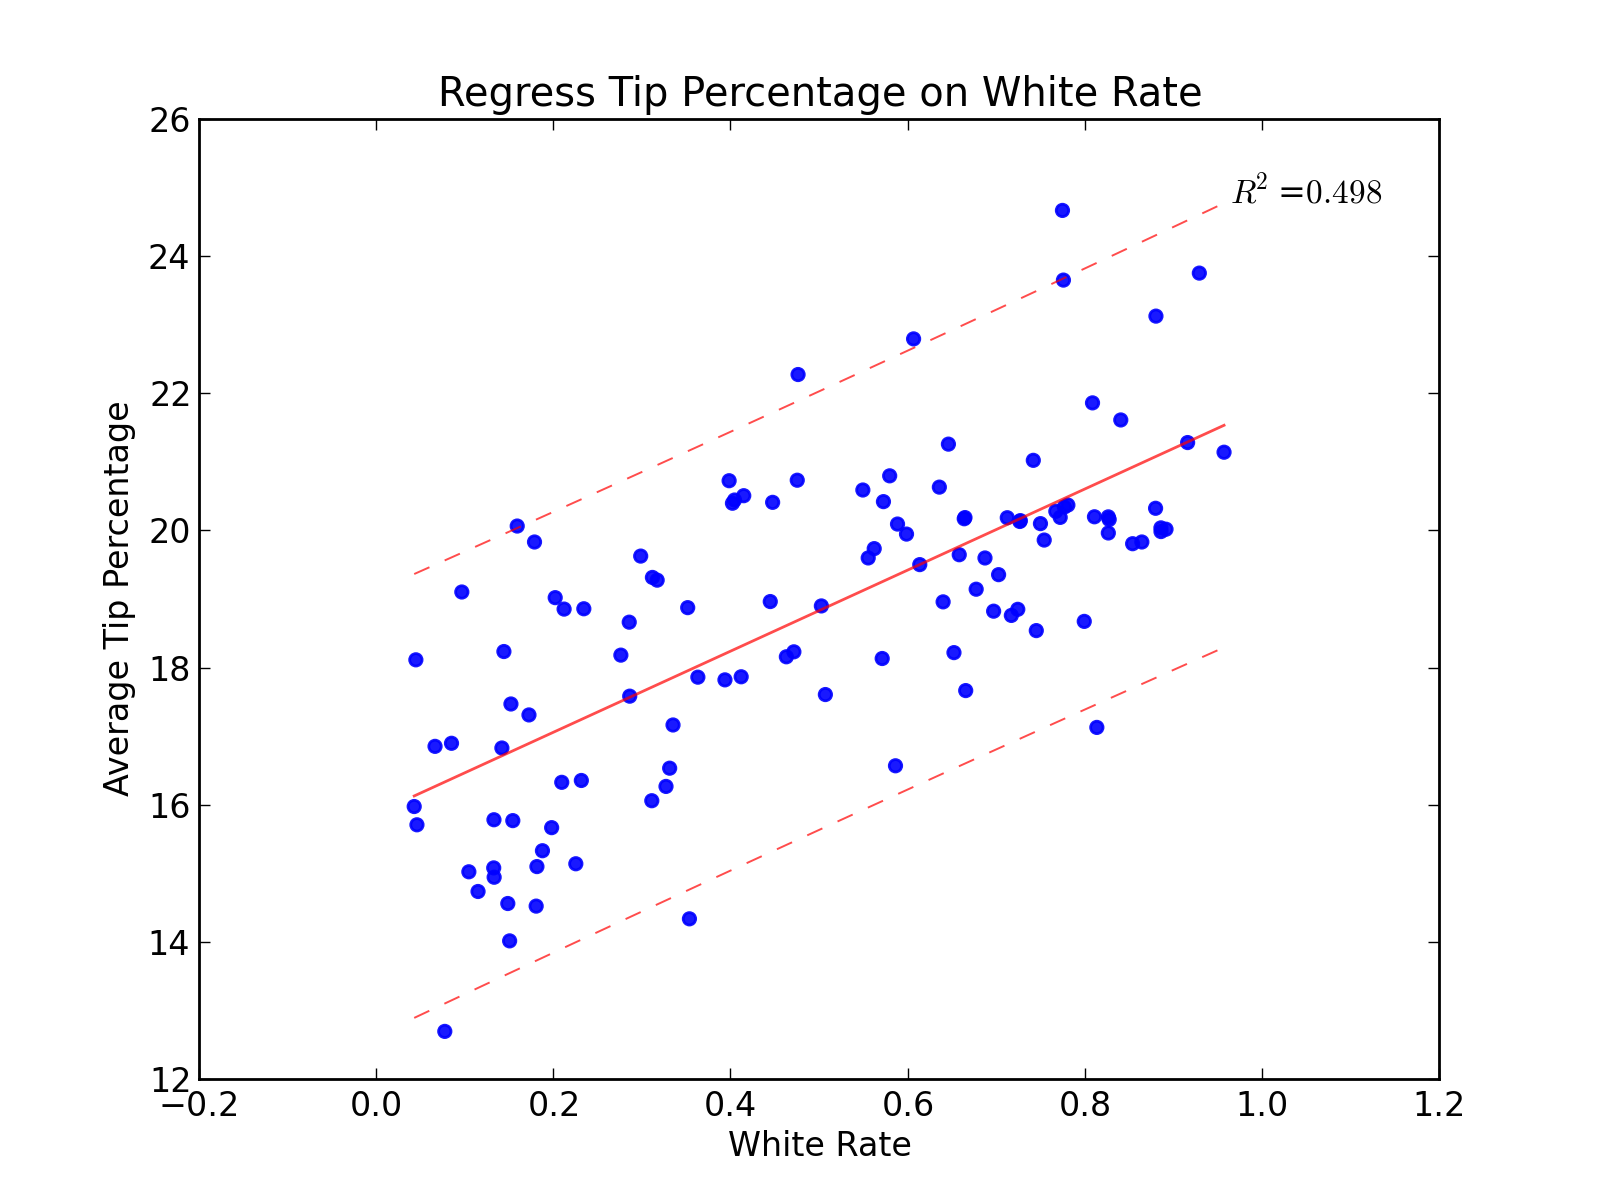 Regress Tip Percentage on White Rate
26
24
22
20
18
16
14
12
Average Tip Percentage
R² =0.498
−0.2 0.0 0.2 0.4 0.6 0.8 1.0 1.2
White Rate